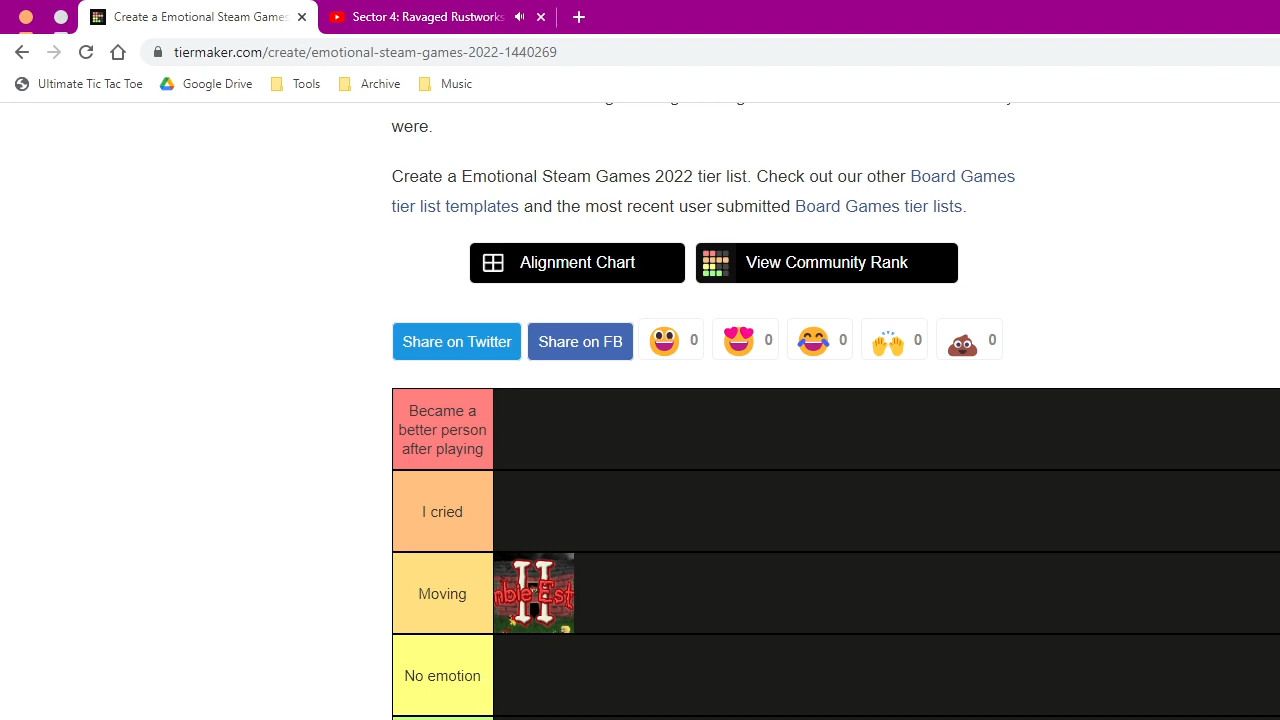 Create a Emotional Steam Games
Sector 4: Ravaged Rustworks
tiermaker.com/create/emotional-steam-games-2022-1440269
Ultimate Tic Tac Toe
Google Drive
Tools
Archive
Music
were.
Create a Emotional Steam Games 2022 tier list. Check out our other Board Games
tier list templates and the most recent user submitted Board Games tier lists.
Alignment Chart
View Community Rank
Share on Twitter
Share on FB
0
0
0
0
0
Became a
better person
after playing
I cried
Moving
II
mbie Est
No emotion